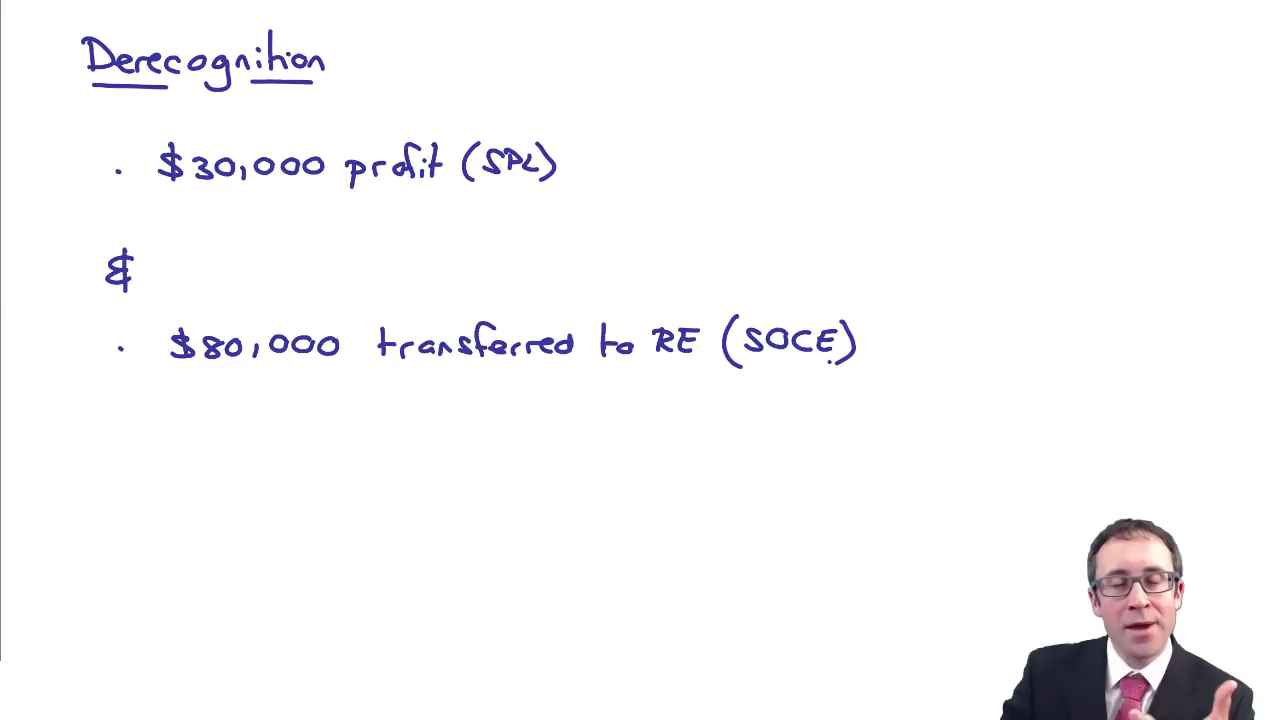 Derecognition
. $30,000 profit (SPL)
&
. $80,000 transferred to RE (SOCE)